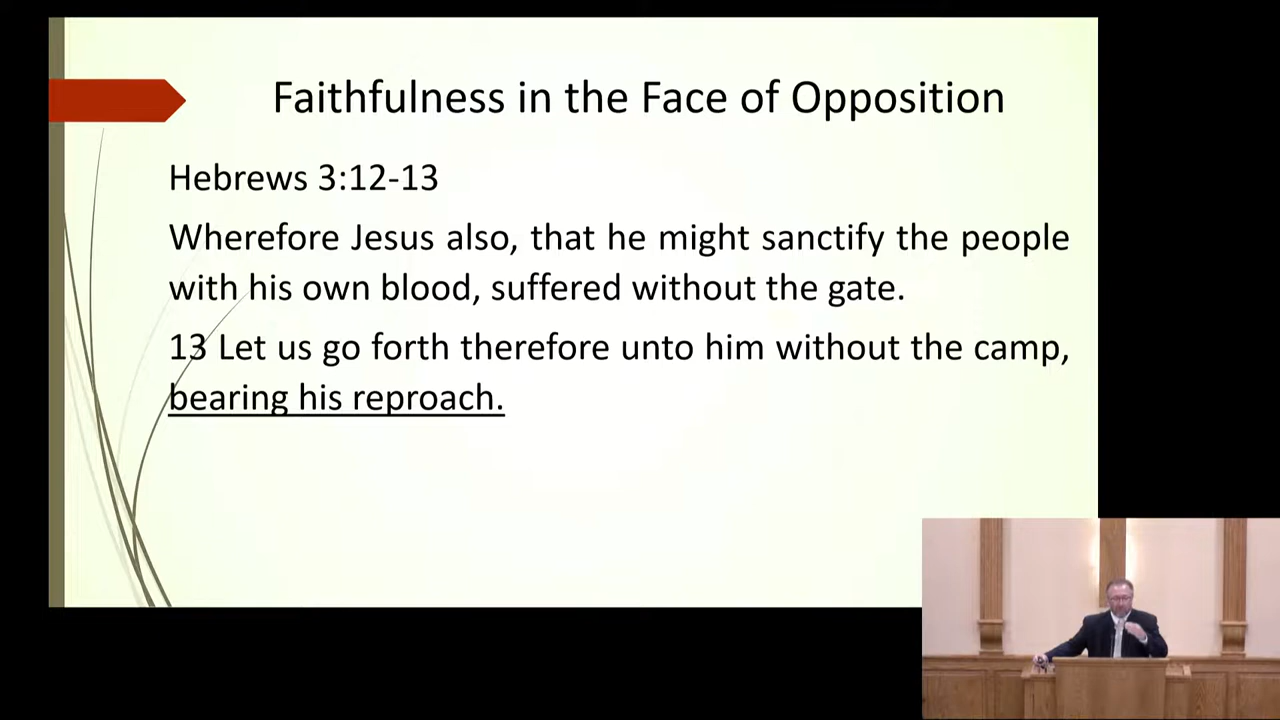 Faithfulness in the Face of Opposition
Hebrews 3:12-13
Wherefore Jesus also, that he might sanctify the people
with his own blood, suffered without the gate.
13 Let us go forth therefore unto him without the camp,
bearing his reproach.